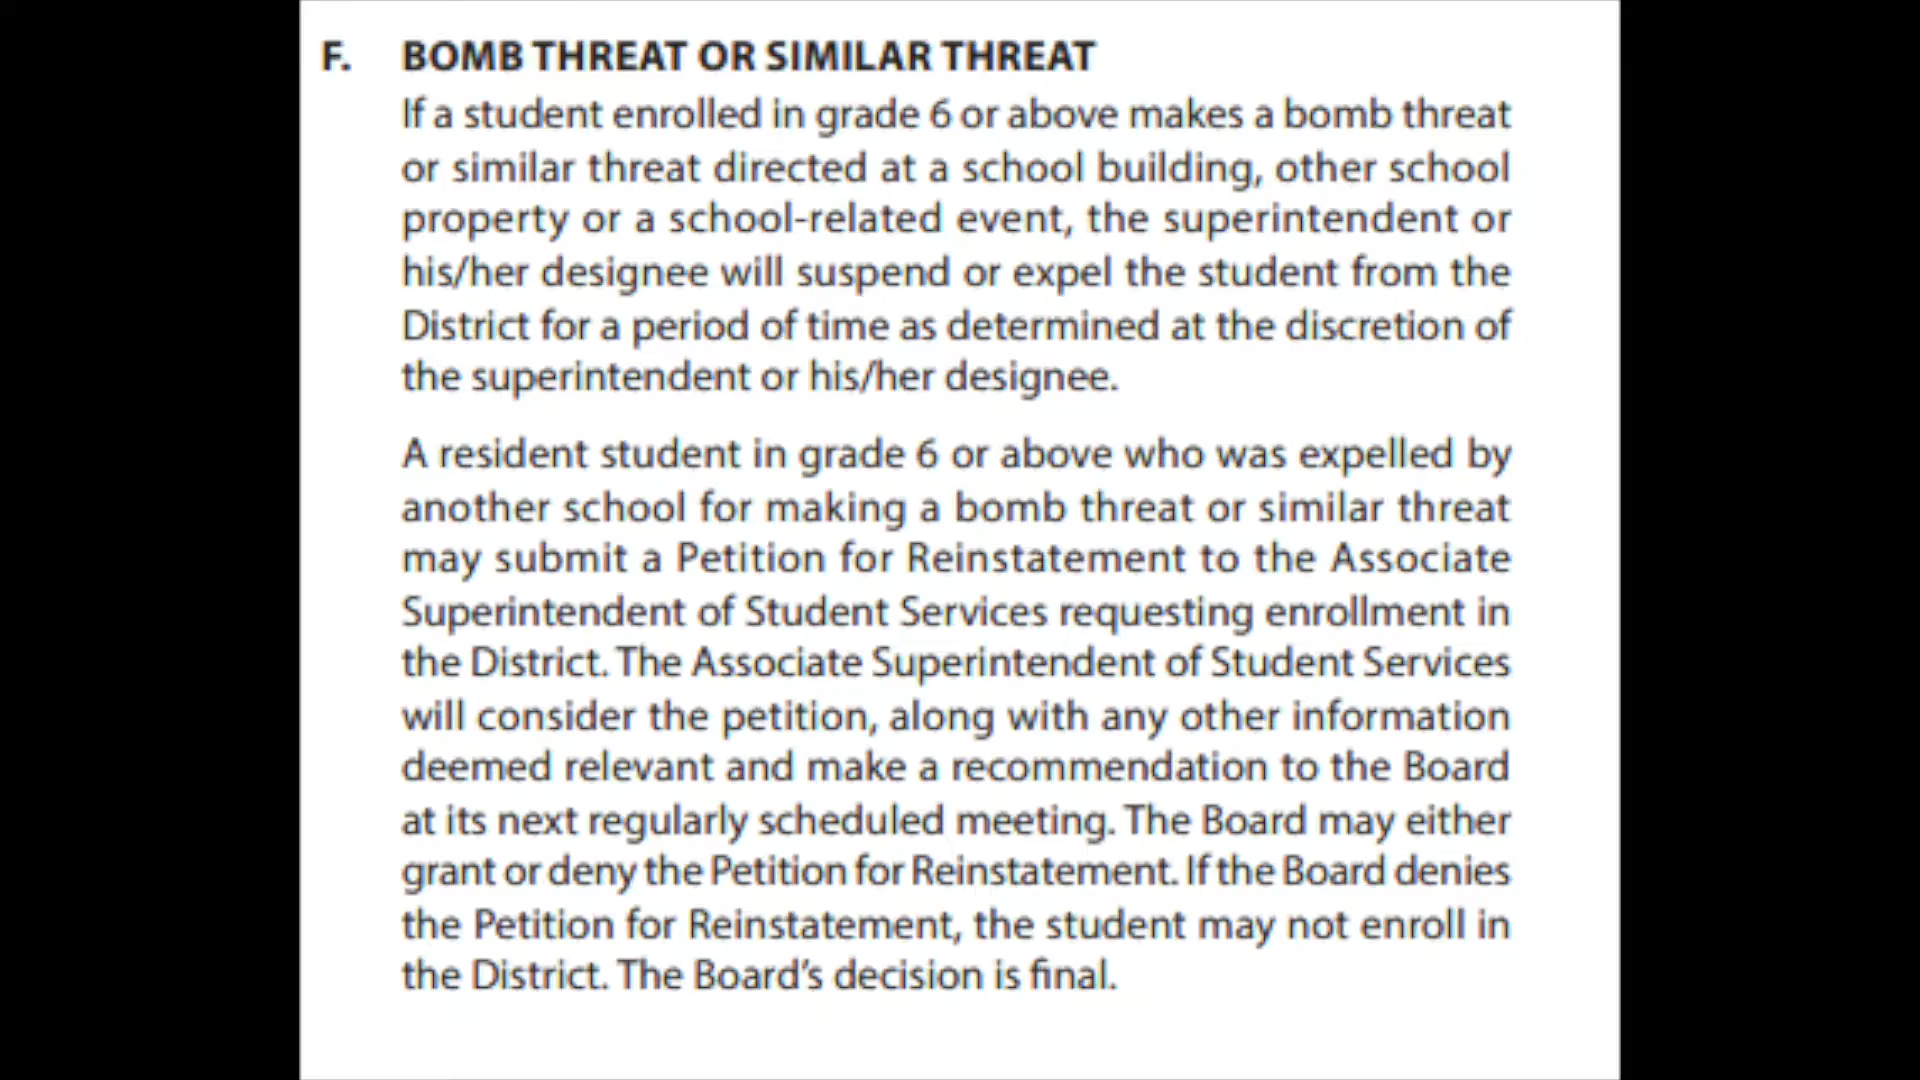 F. BOMB THREAT OR SIMILAR THREAT
If a student enrolled in grade 6 or above makes a bomb threat
or similar threat directed at a school building, other school
property or a school-related event, the superintendent or
his/her designee will suspend or expel the student from the
District for a period of time as determined at the discretion of
the superintendent or his/her designee.
A resident student in grade 6 or above who was expelled by
another school for making a bomb threat or similar threat
may submit a Petition for Reinstatement to the Associate
Superintendent of Student Services requesting enrollment in
the District. The Associate Superintendent of Student Services
will consider the petition, along with any other information
deemed relevant and make a recommendation to the Board
at its next regularly scheduled meeting. The Board may either
grant or deny the Petition for Reinstatement. If the Board denies
the Petition for Reinstatement, the student may not enroll in
the District. The Board’s decision is final.